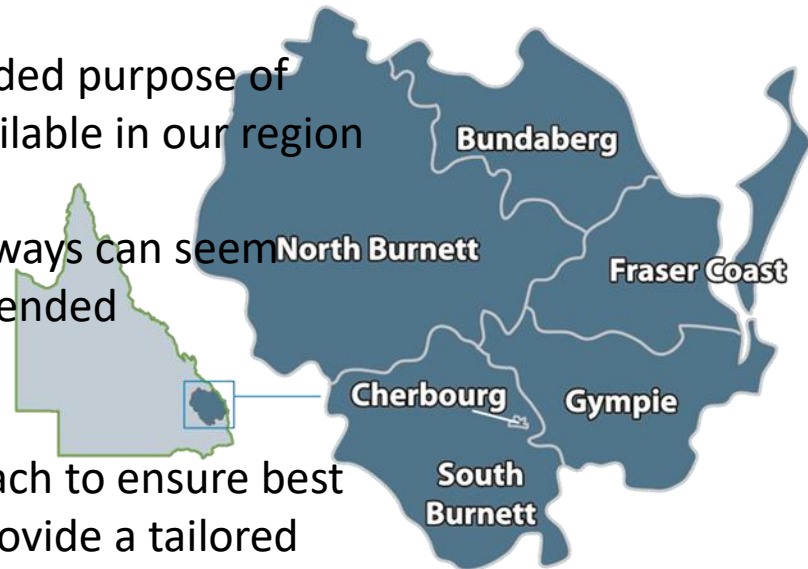 ded purpose of
ilable in our region
ways can seem
ended
ach to ensure best
rovide a tailored
Bundaberg
North Burnett
Fraser Coast
Cherbourg
Gympie
South
Burnett